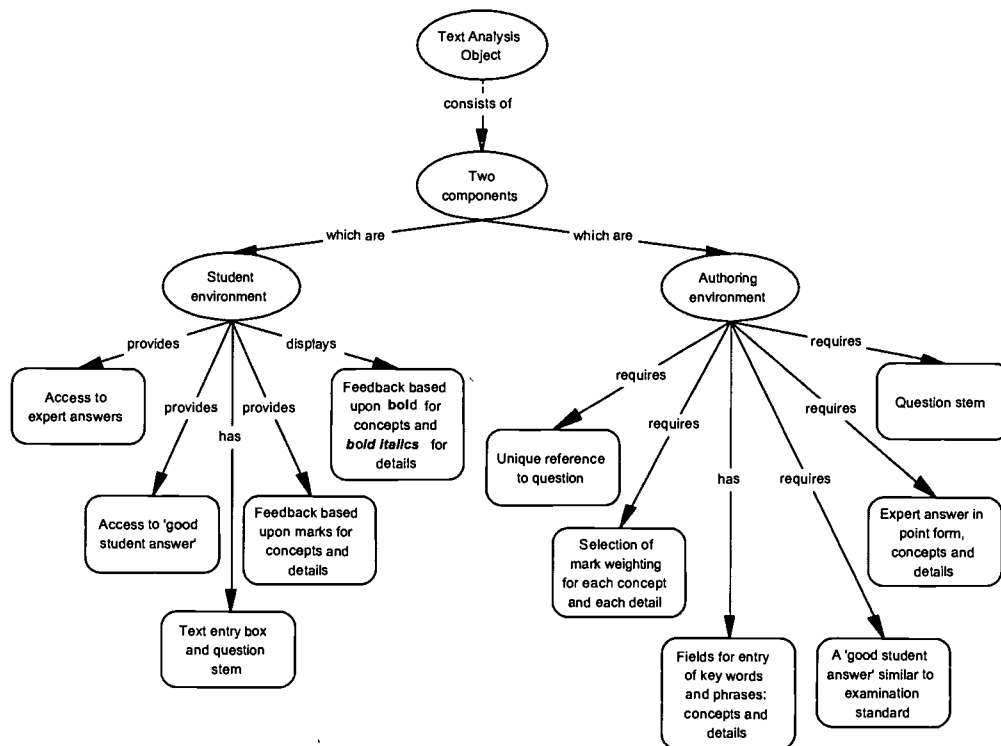 Text Analysis
Object
consists of
Two
components
which are
which are
Student
environment
Authoring
environment
provides
displays
requires
requires
Access to
expert answers
provides
provides
has
Feedback based
upon bold for
concepts and
bold italics for
details
requires
requires
Question stem
Unique reference
to question
has
requires
Access to 'good
student answer'
Feedback based
upon marks for
concepts and
details
Selection of
mark weighting
for each concept
and each detail
Expert answer in
point form,
concepts and
details
Text entry box
and question
stem
Fields for entry
of key words
and phrases;
concepts and
details
A 'good student
answer' similar to
examination
standard